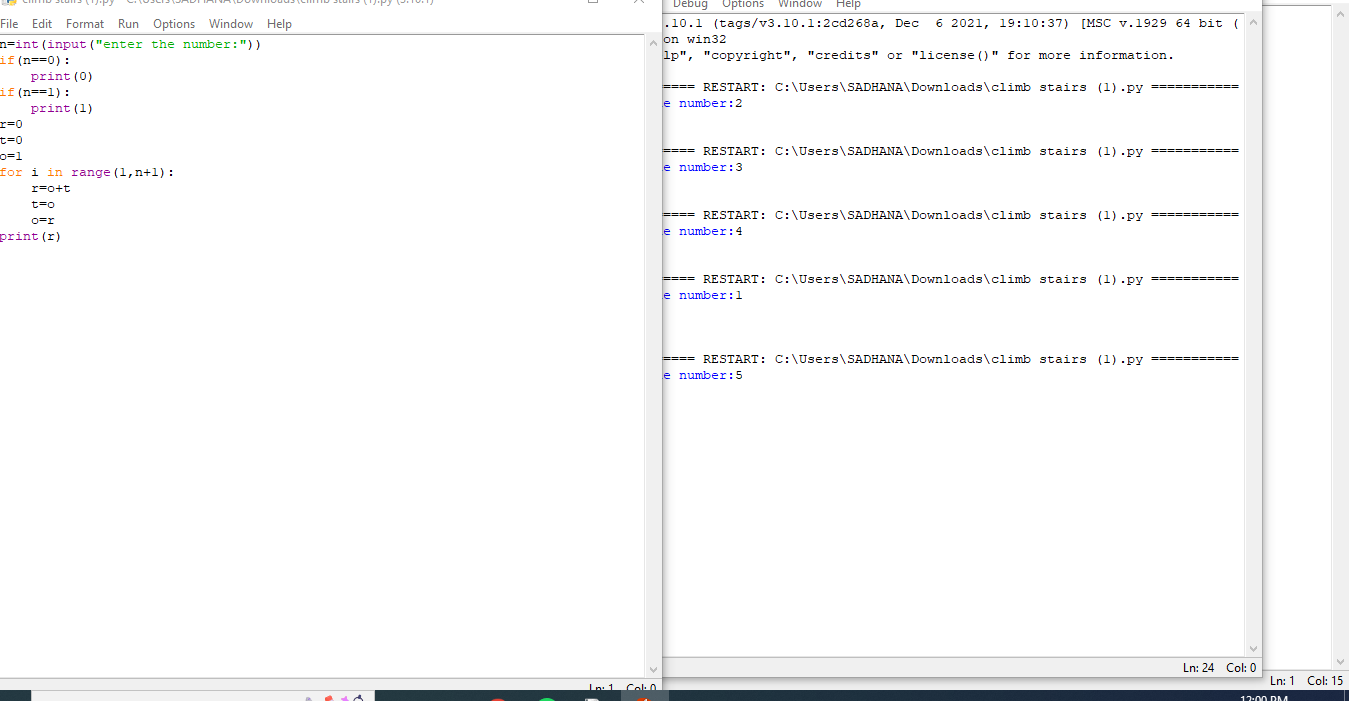 climb stairs (1).py - C:\Users\SADHANA\Downloads\climb stairs (1).py (3.10.1)
File Edit Format Run Options Window Help
n=int(input("enter the number:"))
if(n==0):
    print(0)
if(n==1):
    print(1)
r=0
t=0
o=1
for i in range(1,n+1):
    r=o+t
    t=o
    o=r
print(r)
Ln: 1 Col: 0
Debug Options Window Help
.10.1 (tags/v3.10.1:2cd268a, Dec  6 2021, 19:10:37) [MSC v.1929 64 bit (
on win32
lp", "copyright", "credits" or "license()" for more information.
==== RESTART: C:\Users\SADHANA\Downloads\climb stairs (1).py ===========
e number:2
==== RESTART: C:\Users\SADHANA\Downloads\climb stairs (1).py ===========
e number:3
==== RESTART: C:\Users\SADHANA\Downloads\climb stairs (1).py ===========
e number:4
==== RESTART: C:\Users\SADHANA\Downloads\climb stairs (1).py ===========
e number:1
==== RESTART: C:\Users\SADHANA\Downloads\climb stairs (1).py ===========
e number:5
Ln: 24 Col: 0
Ln: 1 Col: 15
12:00 PM